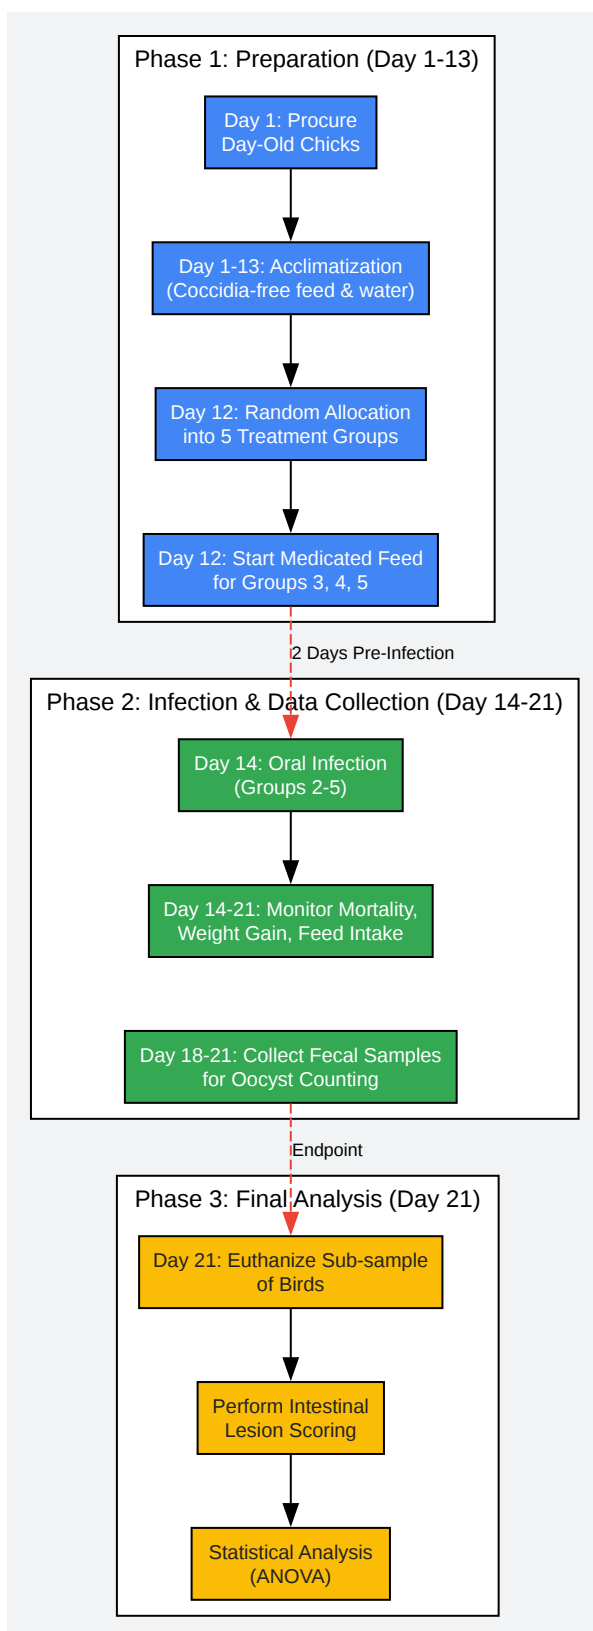 Phase 1: Preparation (Day 1-13)
Day 1: Procure
Day-Old Chicks
Day 1-13: Acclimatization
(Coccidia-free feed & water)
Day 12: Random Allocation
into 5 Treatment Groups
Day 12: Start Medicated Feed
for Groups 3, 4, 5
2 Days Pre-Infection
Phase 2: Infection & Data Collection (Day 14-21)
Day 14: Oral Infection
(Groups 2-5)
Day 14-21: Monitor Mortality,
Weight Gain, Feed Intake
Day 18-21: Collect Fecal Samples
for Oocyst Counting
Endpoint
Phase 3: Final Analysis (Day 21)
Day 21: Euthanize Sub-sample
of Birds
Perform Intestinal
Lesion Scoring
Statistical Analysis
(ANOVA)